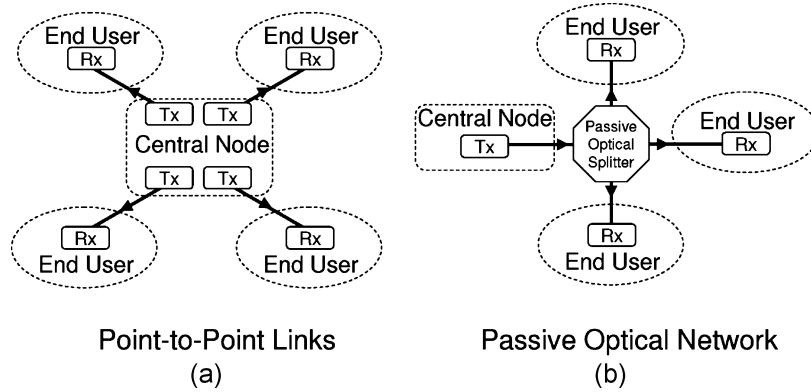 End User
Rx
End User
Rx
Tx
Tx
Central Node
Tx
Tx
Rx
End User
Rx
End User
Point-to-Point Links
(a)
End User
Rx
Central Node
Tx
Passive
Optical
Splitter
End User
Rx
Rx
End User
Passive Optical Network
(b)